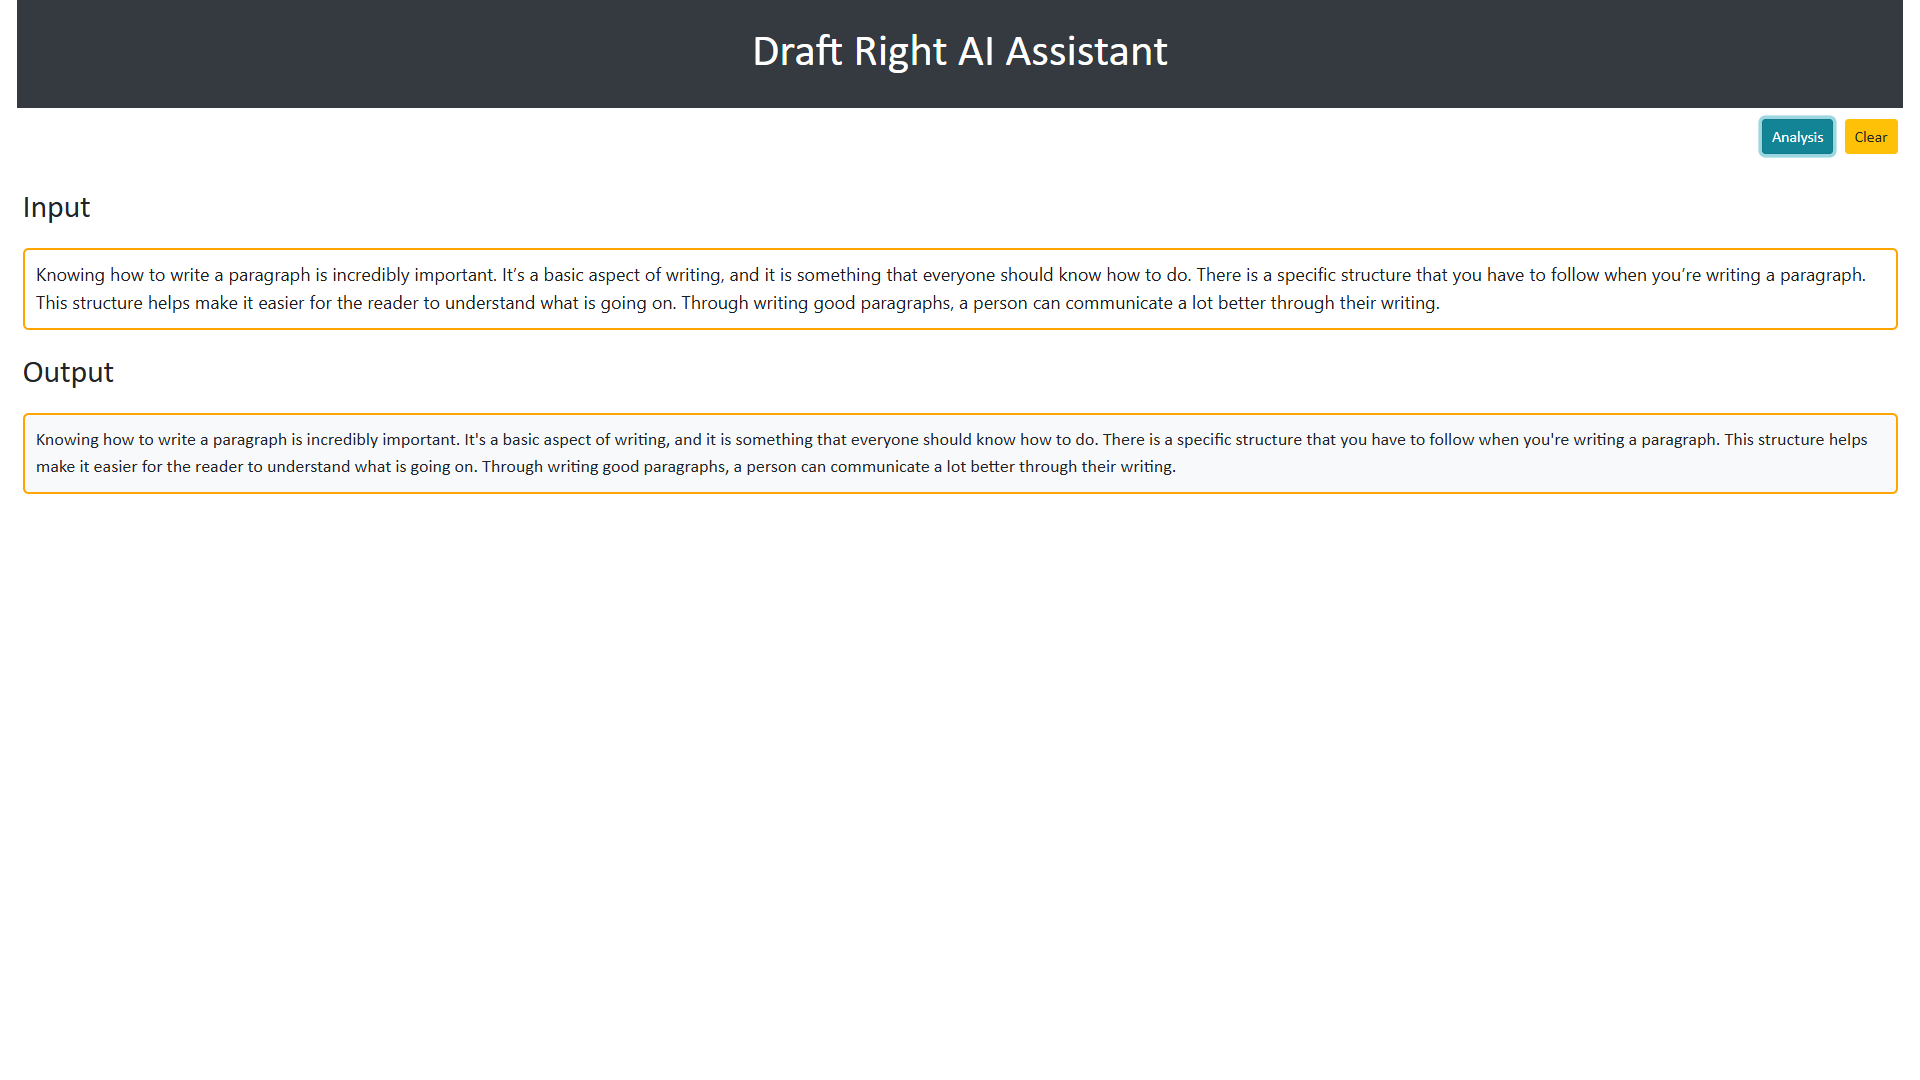 Draft Right AI Assistant
Analysis
Clear
Input
Knowing how to write a paragraph is incredibly important. It’s a basic aspect of writing, and it is something that everyone should know how to do. There is a specific structure that you have to follow when you’re writing a paragraph.
This structure helps make it easier for the reader to understand what is going on. Through writing good paragraphs, a person can communicate a lot better through their writing.
Output
Knowing how to write a paragraph is incredibly important. It's a basic aspect of writing, and it is something that everyone should know how to do. There is a specific structure that you have to follow when you're writing a paragraph. This structure helps
make it easier for the reader to understand what is going on. Through writing good paragraphs, a person can communicate a lot better through their writing.